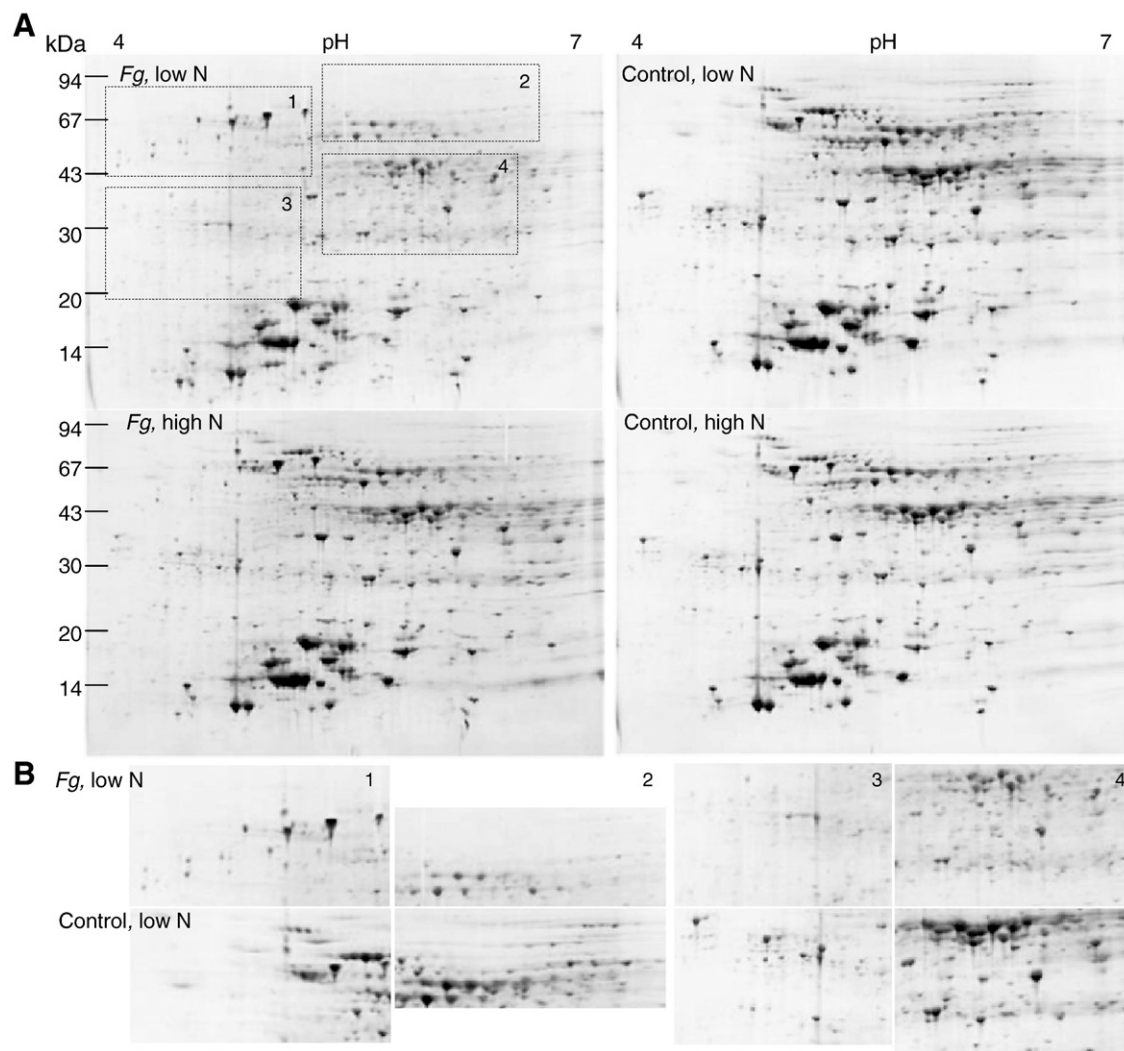 A
kDa 4 pH 7 4 pH 7
94 Fg, low N 1 2 Control, low N
67
43 4
3
30
20
14
94 Fg, high N Control, high N
67
43
30
20
14
B Fg, low N 1 2 3 4
Control, low N